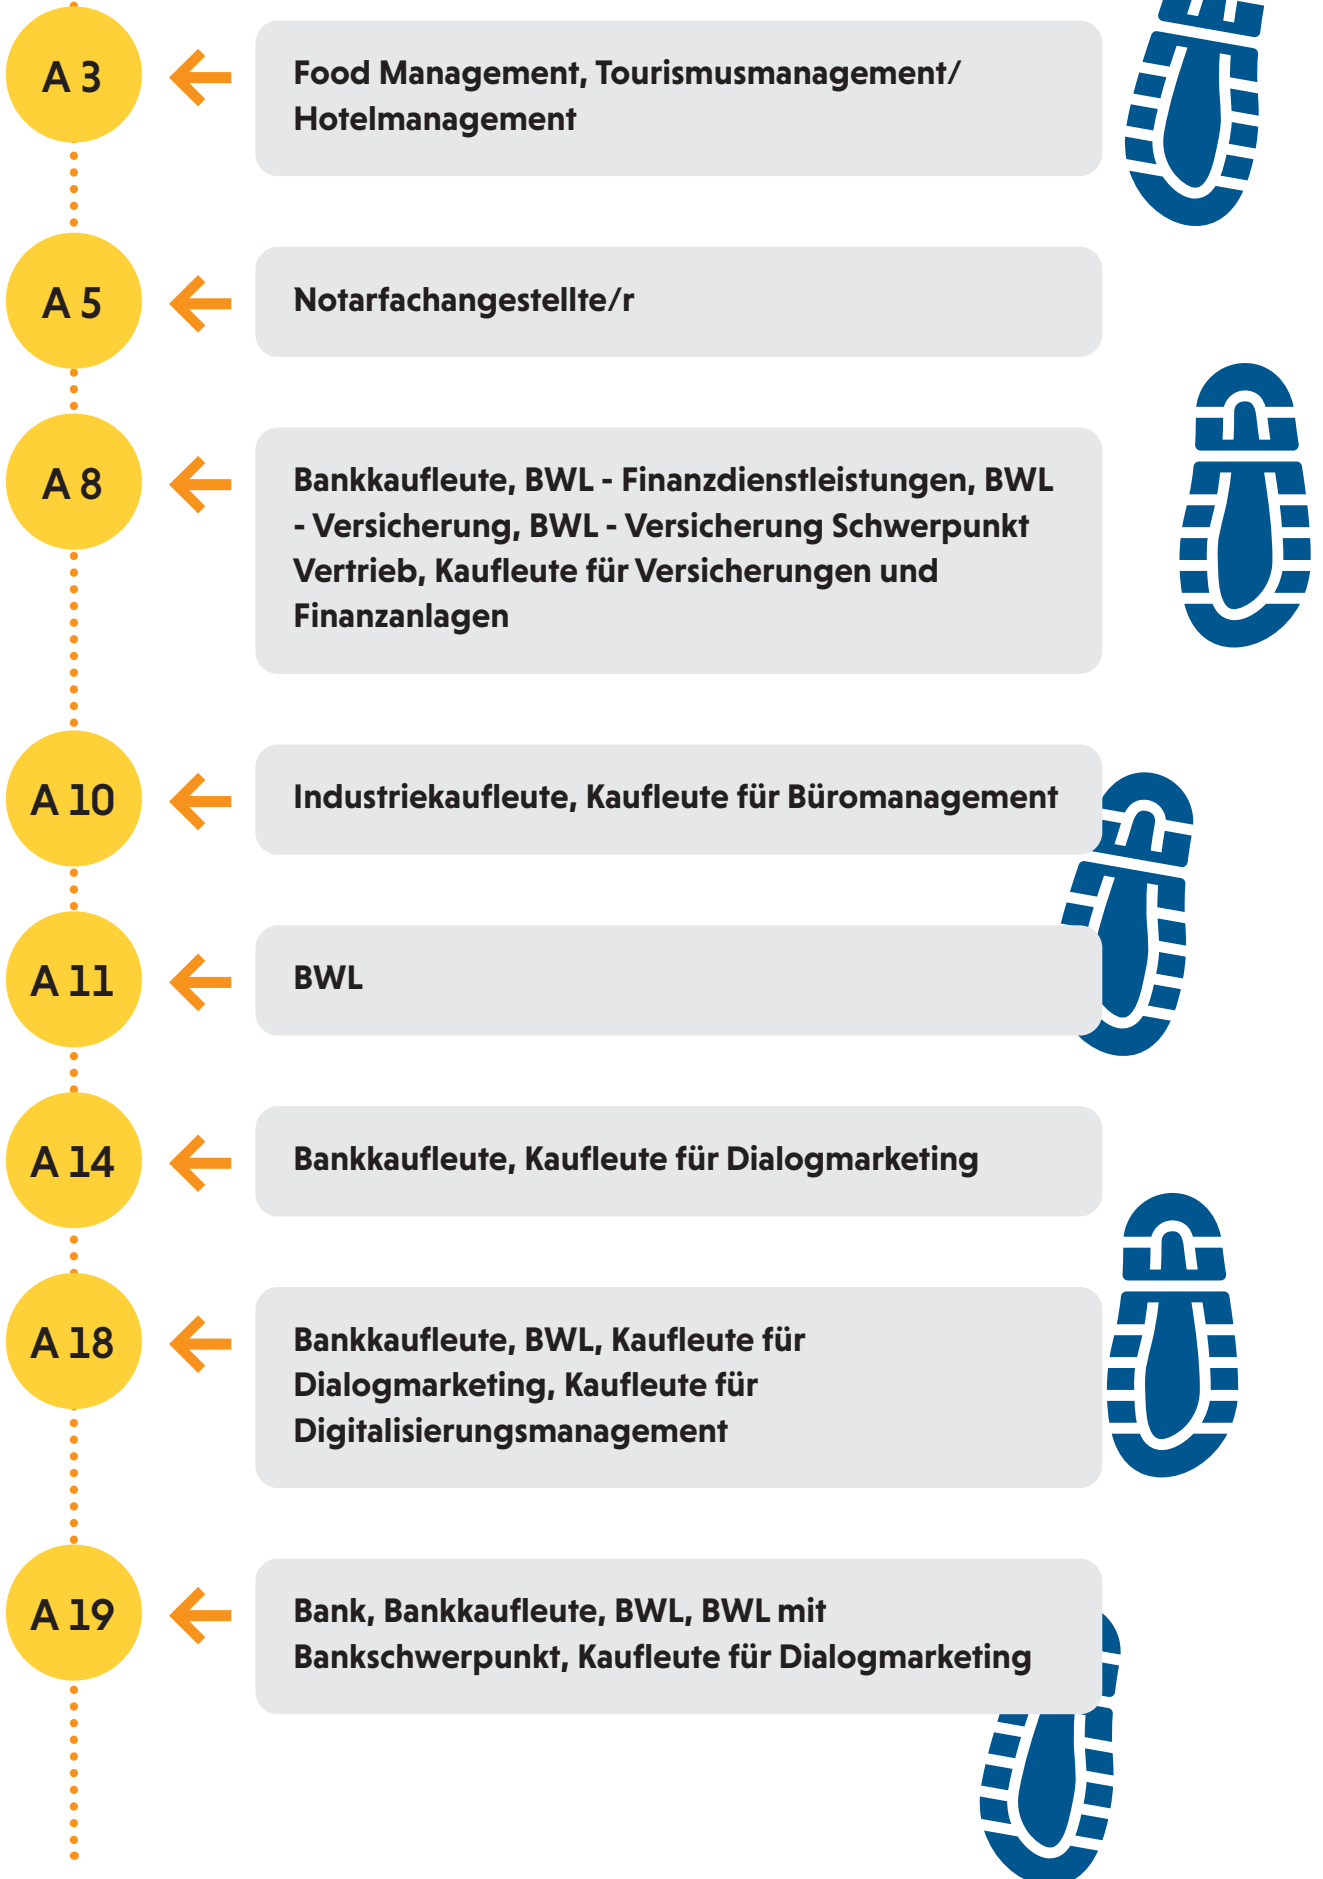 A 3
Food Management, Tourismusmanagement/
Hotelmanagement
A 5
Notarfachangestellte/r
A 8
Bankkaufleute, BWL - Finanzdienstleistungen, BWL
- Versicherung, BWL - Versicherung Schwerpunkt
Vertrieb, Kaufleute für Versicherungen und
Finanzanlagen
A 10
Industriekaufleute, Kaufleute für Büromanagement
A 11
BWL
A 14
Bankkaufleute, Kaufleute für Dialogmarketing
A 18
Bankkaufleute, BWL, Kaufleute für
Dialogmarketing, Kaufleute für
Digitalisierungsmanagement
A 19
Bank, Bankkaufleute, BWL, BWL mit
Bankschwerpunkt, Kaufleute für Dialogmarketing